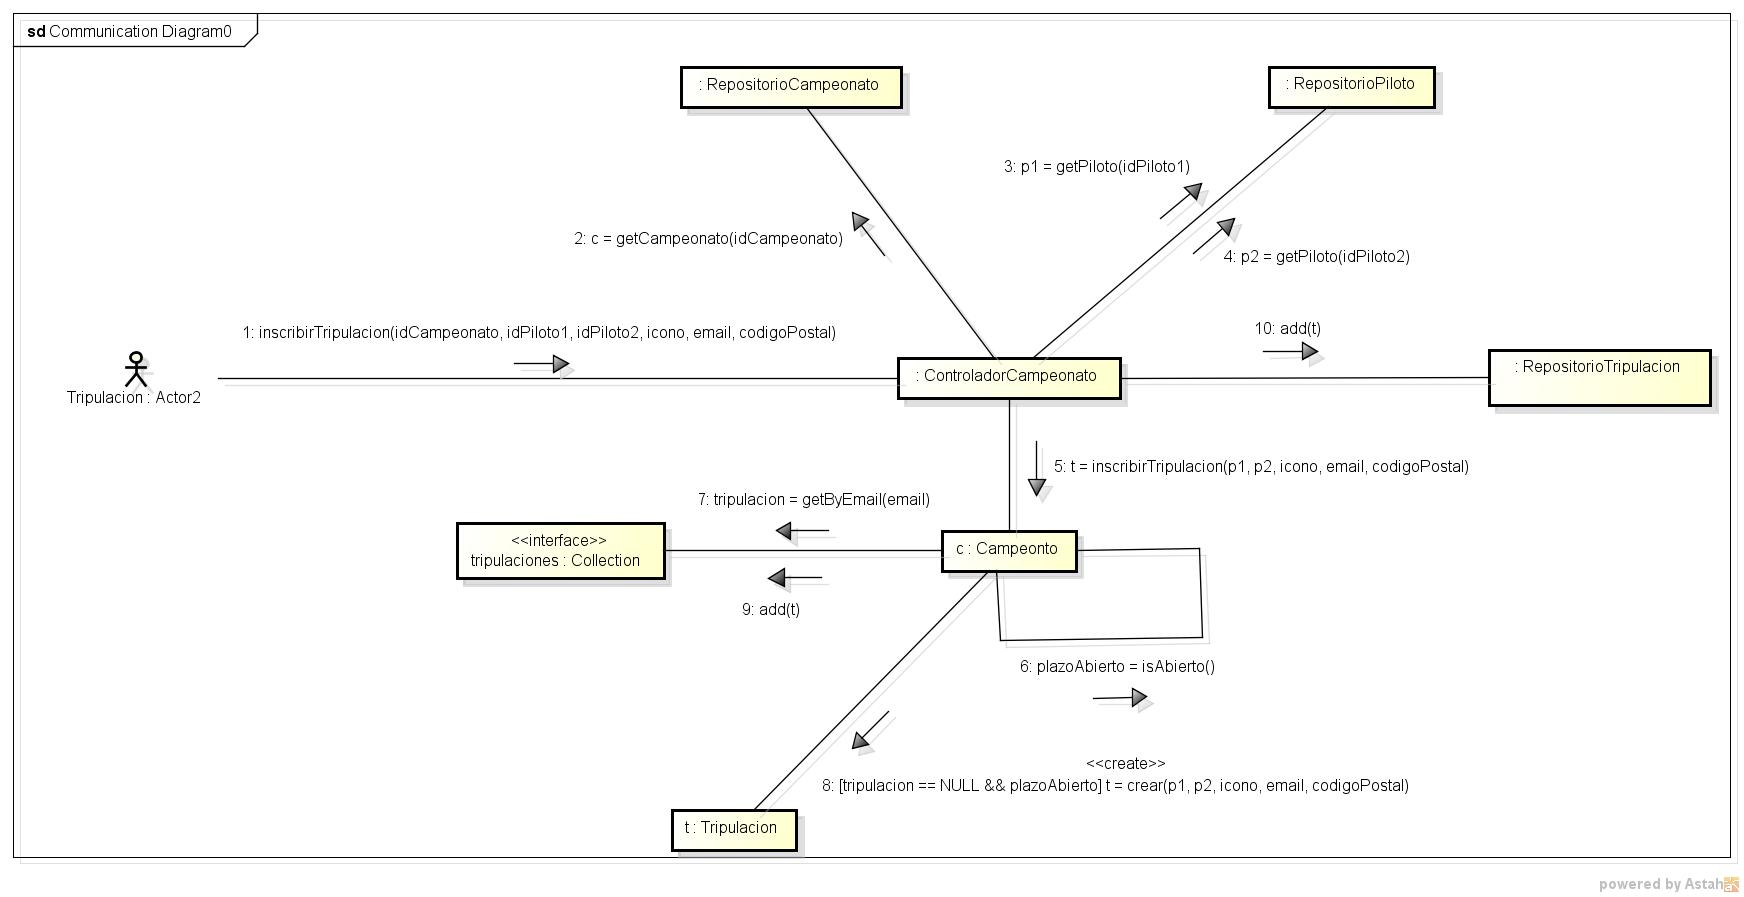 sd Communication Diagram0
: RepositorioCampeonato
: RepositorioPiloto
3: p1 = getPiloto(idPiloto1)
2: c = getCampeonato(idCampeonato)
4: p2 = getPiloto(idPiloto2)
1: inscribirTripulacion(idCampeonato, idPiloto1, idPiloto2, icono, email, codigoPostal)
10: add(t)
Tripulacion : Actor2
: ControladorCampeonato
: RepositorioTripulacion
5: t = inscribirTripulacion(p1, p2, icono, email, codigoPostal)
7: tripulacion = getByEmail(email)
<<interface>>
tripulaciones : Collection
c : Campeonto
9: add(t)
6: plazoAbierto = isAbierto()
<<create>>
8: [tripulacion == NULL && plazoAbierto] t = crear(p1, p2, icono, email, codigoPostal)
t : Tripulacion
powered by Astah